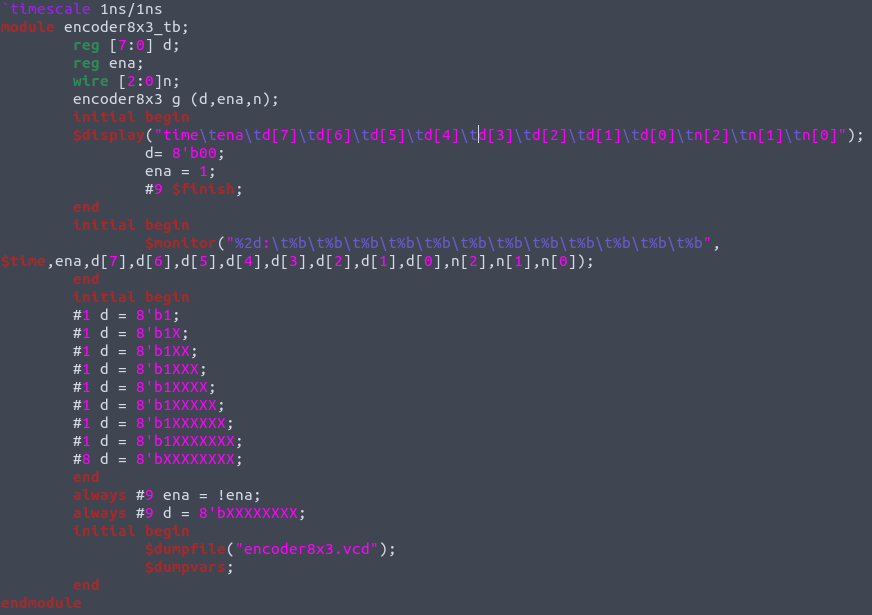 `timescale 1ns/1ns
module encoder8x3_tb;
reg [7:0] d;
reg ena;
wire [2:0]n;
encoder8x3 g (d,ena,n);
initial begin
$display("time\tena\td[7]\td[6]\td[5]\td[4]\td[3]\td[2]\td[1]\td[0]\tn[2]\tn[1]\tn[0]");
d= 8'b00;
ena = 1;
#9 $finish;
end
initial begin
$monitor("%2d:\t%b\t%b\t%b\t%b\t%b\t%b\t%b\t%b\t%b\t%b\t%b\t%b",
$time,ena,d[7],d[6],d[5],d[4],d[3],d[2],d[1],d[0],n[2],n[1],n[0]);
end
initial begin
#1 d = 8'b1;
#1 d = 8'b1X;
#1 d = 8'b1XX;
#1 d = 8'b1XXX;
#1 d = 8'b1XXXX;
#1 d = 8'b1XXXXX;
#1 d = 8'b1XXXXXX;
#1 d = 8'b1XXXXXXX;
#8 d = 8'bXXXXXXXX;
end
always #9 ena = !ena;
always #9 d = 8'bXXXXXXXX;
initial begin
$dumpfile("encoder8x3.vcd");
$dumpvars;
end
endmodule